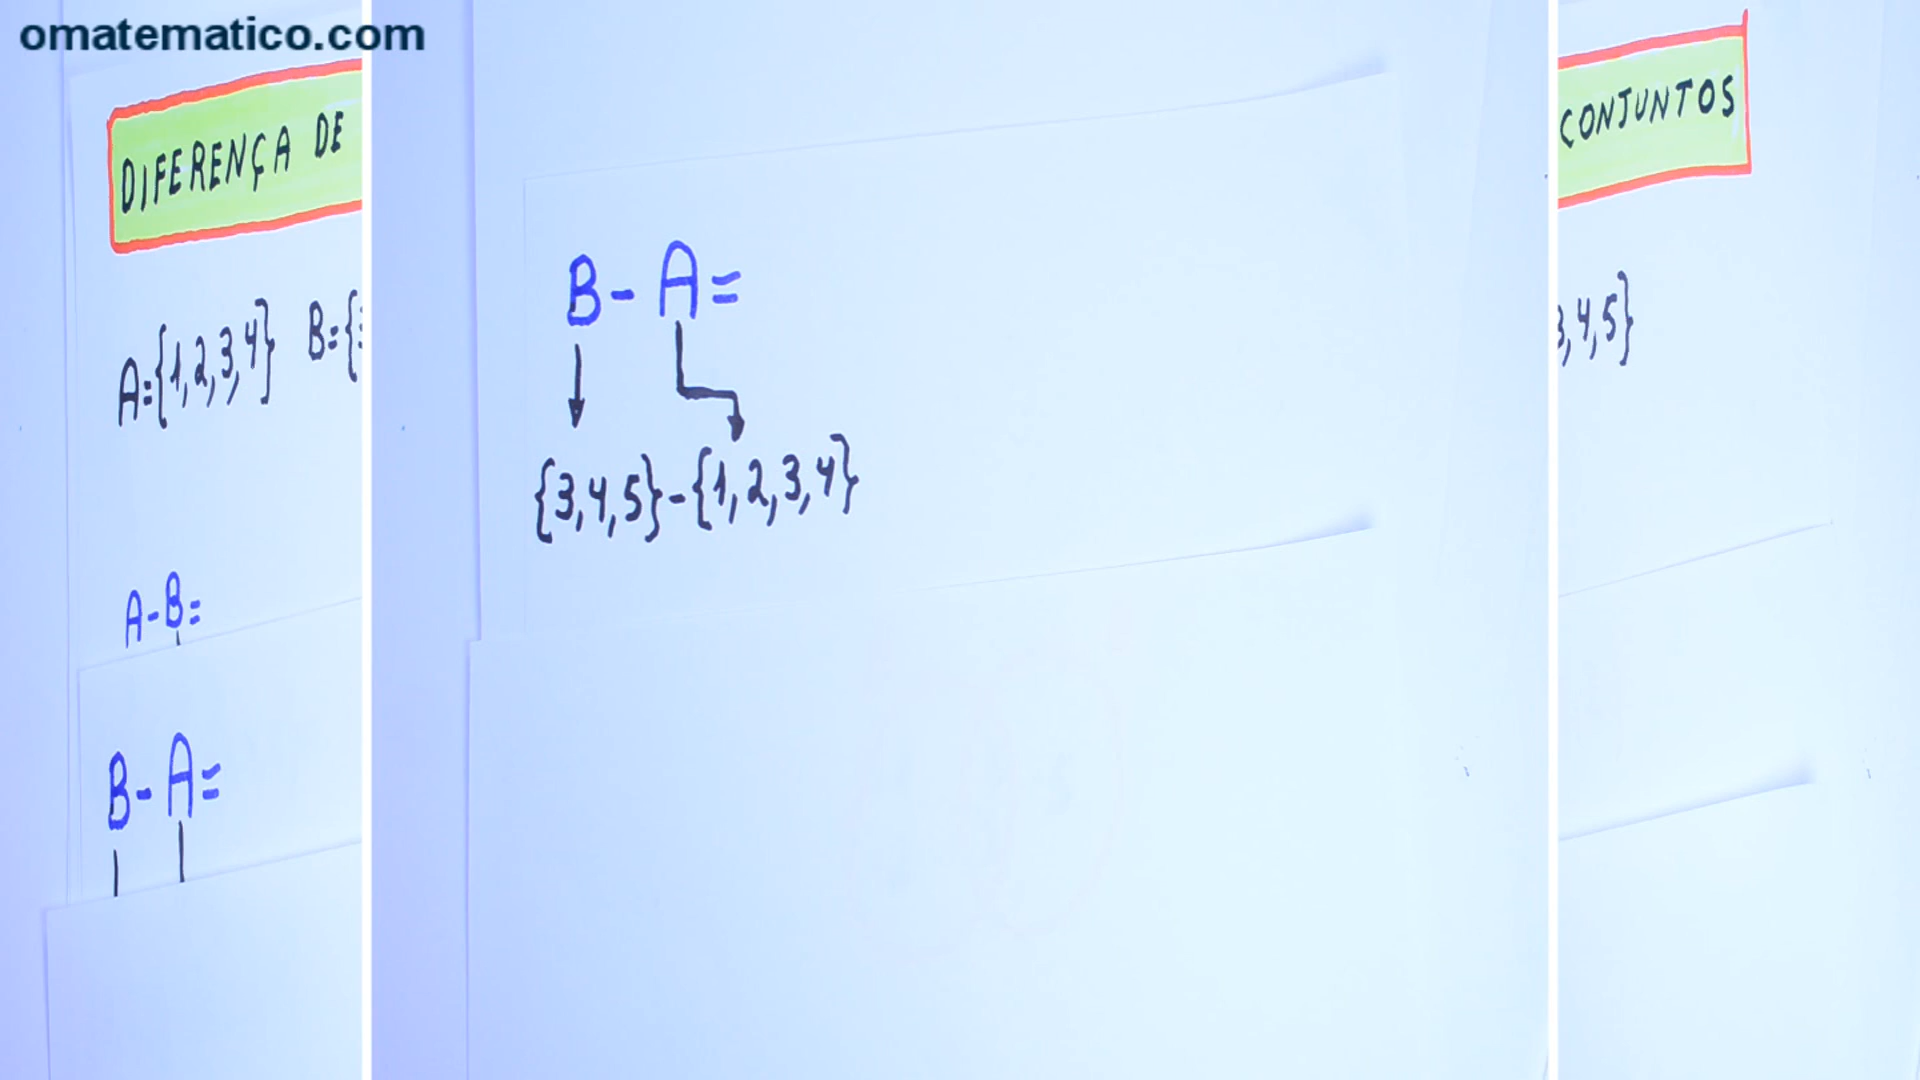 omatematico.com
DIFERENÇA DE
A={1,2,3,4} B={
A-B=
B-A=
B-A=
{3,4,5}-{1,2,3,4}
CONJUNTOS
3,4,5}